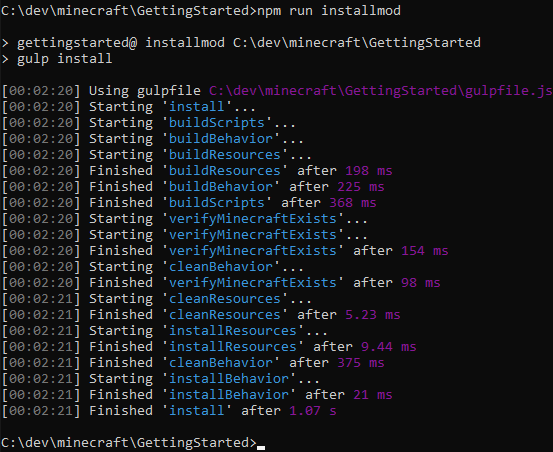 C:\dev\minecraft\GettingStarted>npm run installmod
> gettingstarted@ installmod C:\dev\minecraft\GettingStarted
> gulp install
[00:02:20] Using gulpfile C:\dev\minecraft\GettingStarted\gulpfile.js
[00:02:20] Starting 'install'...
[00:02:20] Starting 'buildScripts'...
[00:02:20] Starting 'buildBehavior'...
[00:02:20] Starting 'buildResources'...
[00:02:20] Finished 'buildResources' after 198 ms
[00:02:20] Finished 'buildBehavior' after 225 ms
[00:02:20] Finished 'buildScripts' after 368 ms
[00:02:20] Starting 'verifyMinecraftExists'...
[00:02:20] Starting 'verifyMinecraftExists'...
[00:02:20] Finished 'verifyMinecraftExists' after 154 ms
[00:02:20] Starting 'cleanBehavior'...
[00:02:20] Finished 'verifyMinecraftExists' after 98 ms
[00:02:21] Starting 'cleanResources'...
[00:02:21] Finished 'cleanResources' after 5.23 ms
[00:02:21] Starting 'installResources'...
[00:02:21] Finished 'installResources' after 9.44 ms
[00:02:21] Finished 'cleanBehavior' after 375 ms
[00:02:21] Starting 'installBehavior'...
[00:02:21] Finished 'installBehavior' after 21 ms
[00:02:21] Finished 'install' after 1.07 s
C:\dev\minecraft\GettingStarted>